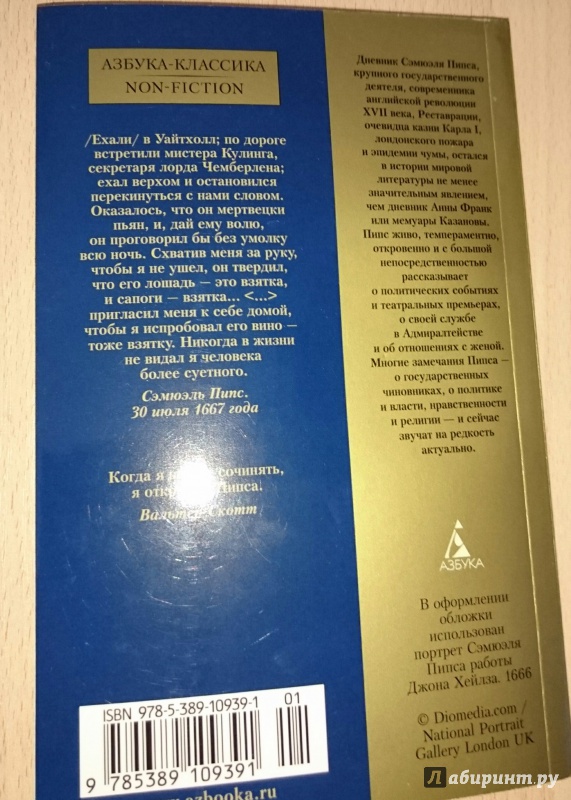 АЗБУКА-КЛАССИКА
NON-FICTION
/Ехали/ в Уайтхолл; по дороге
встретили мистера Кулинга,
секретаря лорда Чемберлена;
ехал верхом и остановился
перекинуться с нами словом.
Оказалось, что он мертвецки
пьян, и, дай ему волю,
он проговорил бы без умолку
всю ночь. Схватив меня за руку,
чтобы я не ушел, он твердил,
что его лошадь — это взятка,
и сапоги — взятка... <...>
пригласил меня к себе домой,
чтобы я испробовал его вино —
тоже взятку. Никогда в жизни
не видал я человека
более суетного.
Сэмюэль Пипс.
30 июля 1667 года
Когда я сочинять,
я Пипса.
Вальтер Скотт
ISBN 978-5-389-10939-1
01
9 785389 109391
www.azbooka.ru
Дневник Сэмюэля Пипса,
крупного государственного
деятеля, современника
английской революции
XVII века, Реставрации,
очевидца казни Карла I,
лондонского пожара
и эпидемии чумы, остался
в истории мировой
литературы не менее
значительным явлением,
чем дневник Анны Франк
или мемуары Казановы.
Пипс живо, темпераментно,
откровенно и с большой
непосредственностью
рассказывает
о политических событиях
и театральных премьерах,
о своей службе
в Адмиралтействе
и об отношениях с женой.
Многие замечания Пипса —
о государственных
чиновниках, о политике
и власти, нравственности
и религии — и сейчас
звучат на редкость
актуально.
АЗБУКА
В оформлении
обложки
использован
портрет Сэмюэля
Пипса работы
Джона Хейлза. 1666
© Diomedia.com /
National Portrait
Gallery London UK
Лабиринт.ру